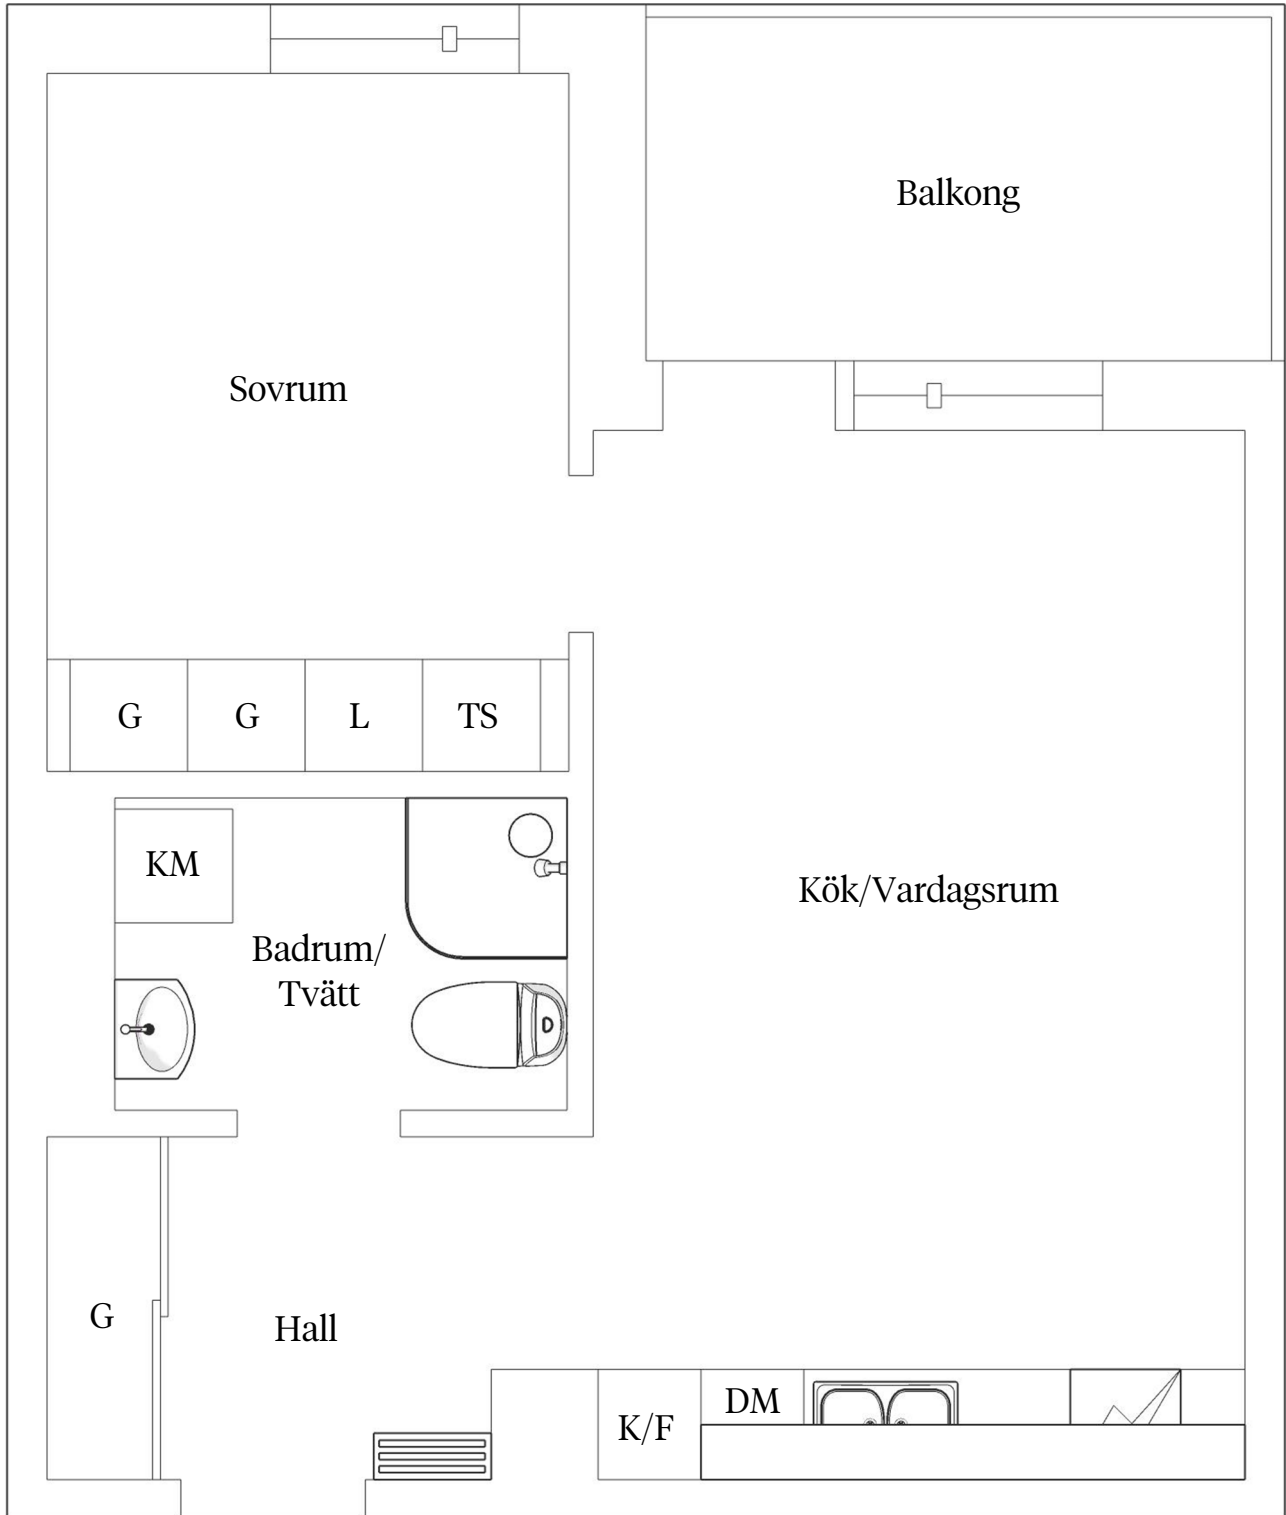 Balkong
Sovrum
G
G
L
TS
KM
Kök/Vardagsrum
Badrum/
Tvätt
G
Hall
K/F
DM